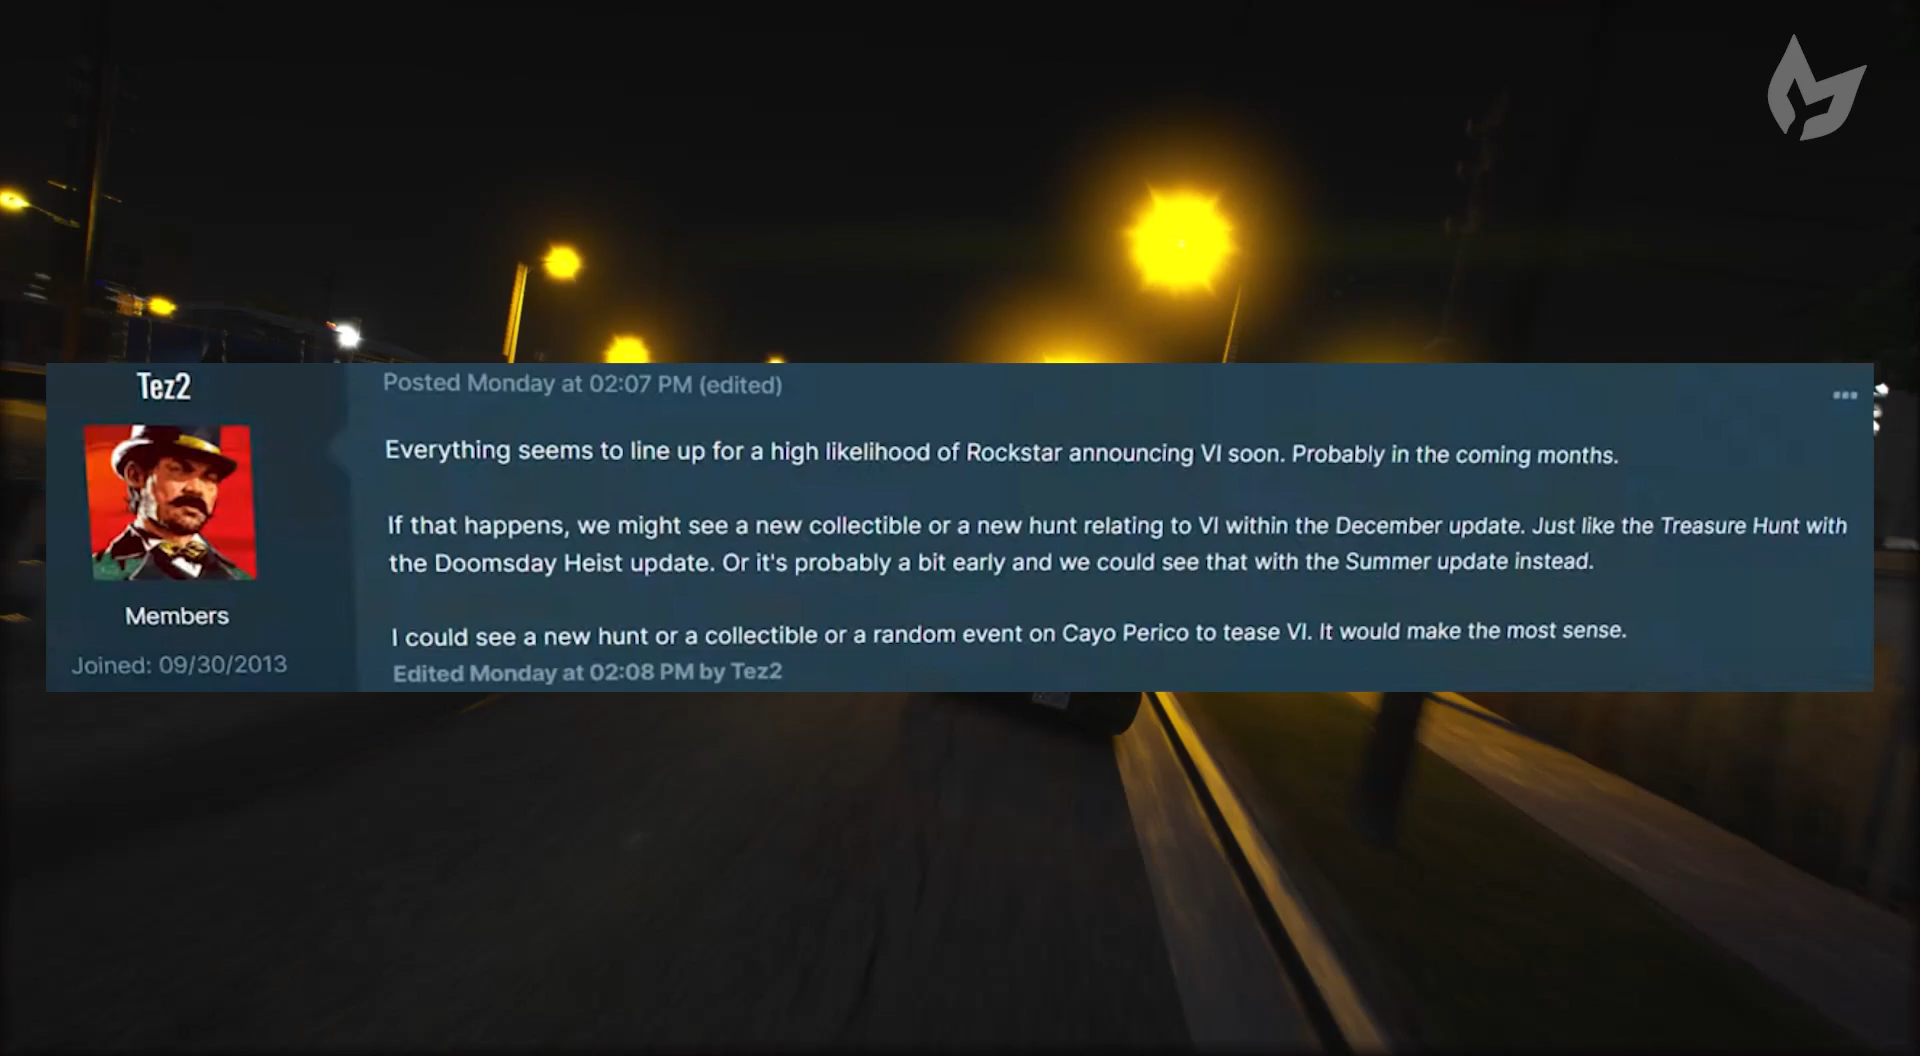 Tez2
Members
Joined: 09/30/2013
Posted Monday at 02:07 PM (edited)
Everything seems to line up for a high likelihood of Rockstar announcing VI soon. Probably in the coming months.
If that happens, we might see a new collectible or a new hunt relating to VI within the December update. Just like the Treasure Hunt with
the Doomsday Heist update. Or it's probably a bit early and we could see that with the Summer update instead.
I could see a new hunt or a collectible or a random event on Cayo Perico to tease VI. It would make the most sense.
Edited Monday at 02:08 PM by Tez2